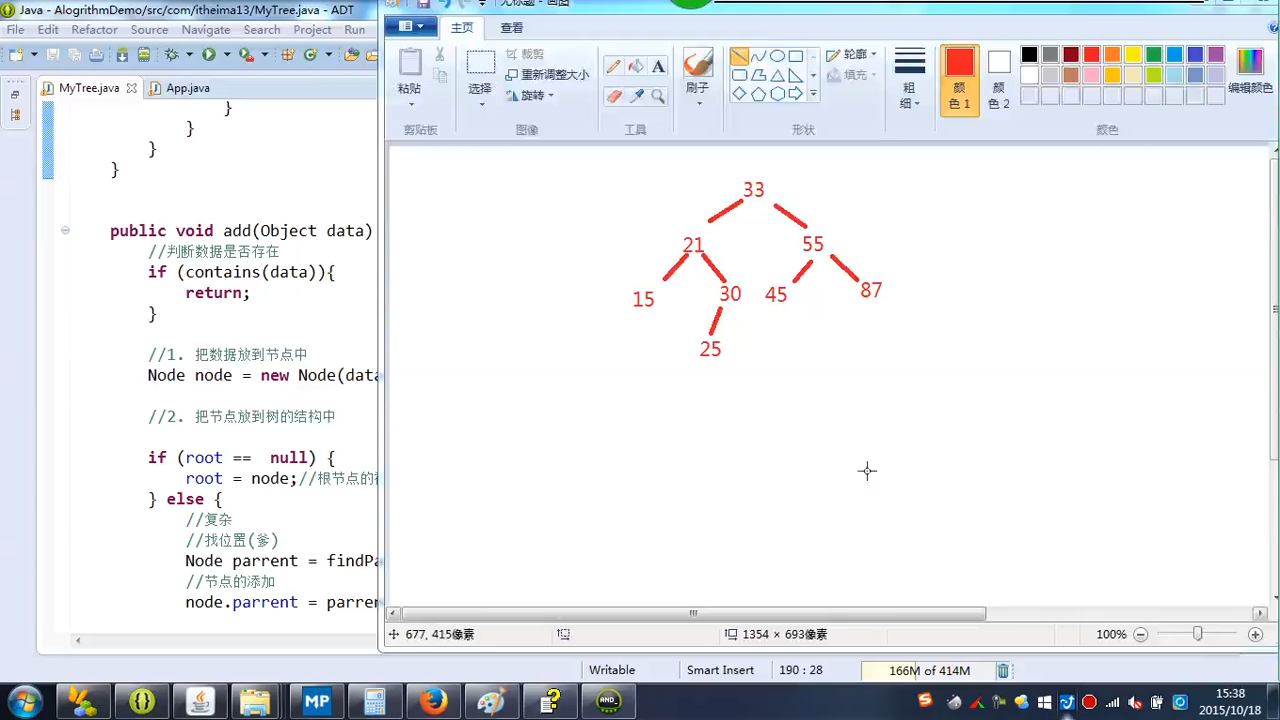 Java - AlogrithmDemo/src/com/itheima13/MyTree.java - ADT
File Edit Refactor Source Navigate Search Project Run
MyTree.java App.java
}
}
}
}
public void add(Object data)
//判断数据是否存在
if (contains(data)){
return;
}
//1. 把数据放到节点中
Node node = new Node(data
//2. 把节点放到树的结构中
if (root == null) {
root = node;//根节点的
} else {
//复杂
//找位置(爹)
Node parrent = findPa
//节点的添加
node.parrent = parrer
主页 查看
粘贴
剪贴板
选择
裁剪
重新调整大小
旋转
图像
A
工具
刷子
轮廓
填充
形状
粗细
颜色 1
颜色 2
编辑颜色
颜色
33
21 55
15 30 45 87
25
677, 415像素
1354 × 693像素
100%
Writable Smart Insert 190 : 28 166M of 414M
MP
AND_
15:38
2015/10/18